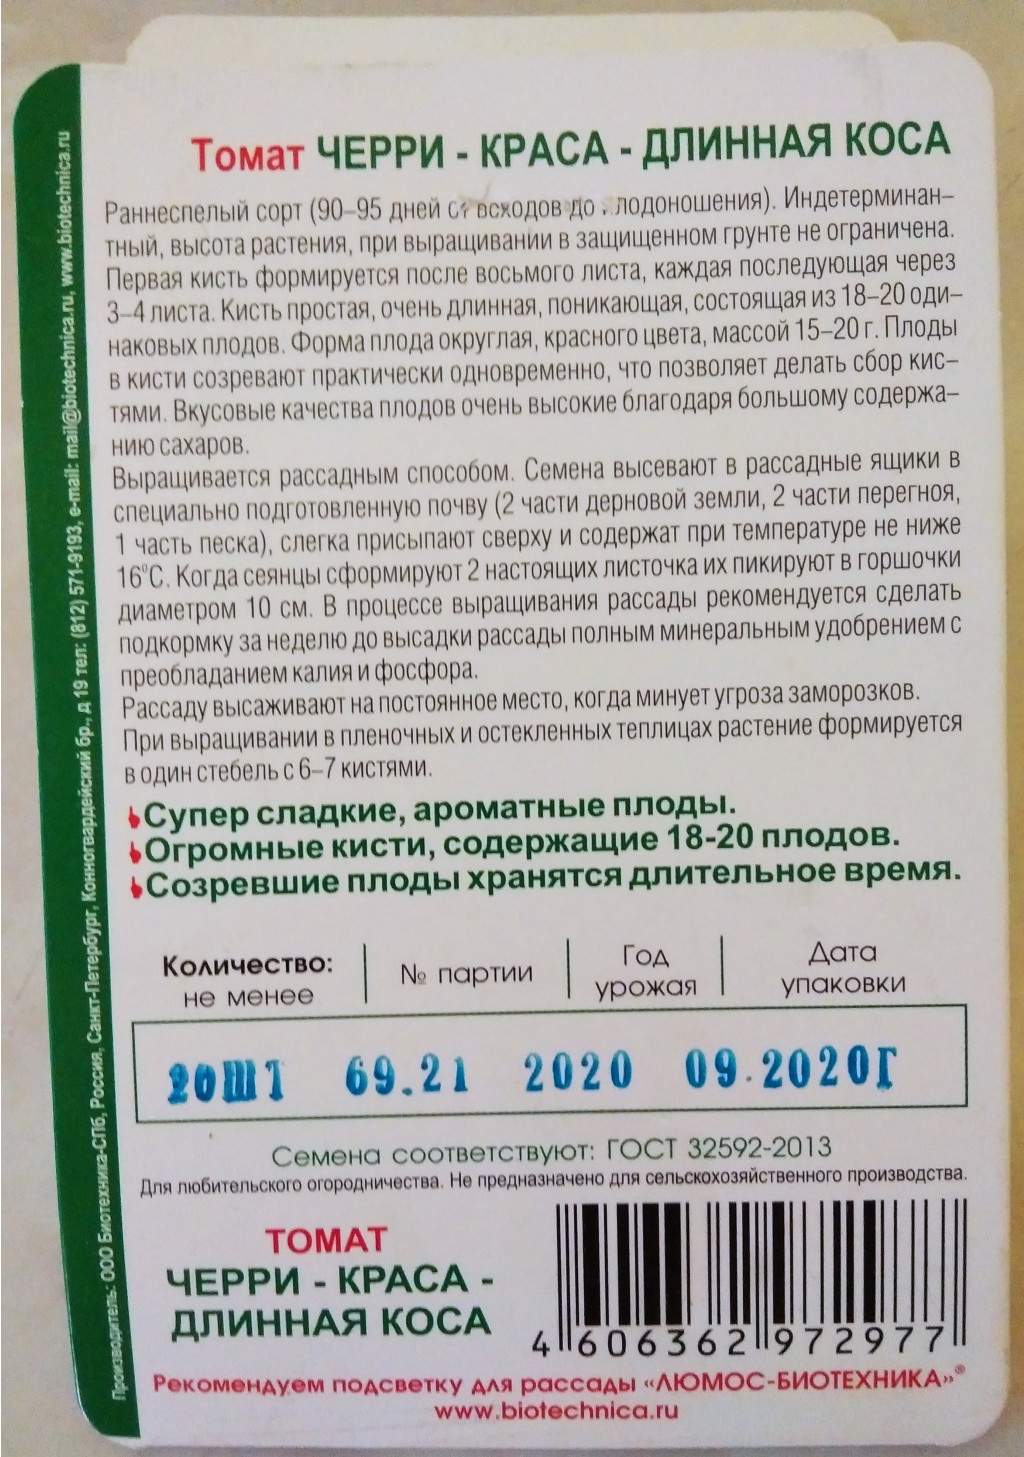 Томат ЧЕРРИ - КРАСА - ДЛИННАЯ КОСА
Раннеспелый сорт (90–95 дней от всходов до плодоношения). Индетерминан–
тный, высота растения, при выращивании в защищенном грунте не ограничена.
Первая кисть формируется после восьмого листа, каждая последующая через
3–4 листа. Кисть простая, очень длинная, поникающая, состоящая из 18–20 оди–
наковых плодов. Форма плода округлая, красного цвета, массой 15–20 г. Плоды
в кисти созревают практически одновременно, что позволяет делать сбор кис–
тями. Вкусовые качества плодов очень высокие благодаря большому содержа–
нию сахаров.
Выращивается рассадным способом. Семена высевают в рассадные ящики в
специально подготовленную почву (2 части дерновой земли, 2 части перегноя,
1 часть песка), слегка присыпают сверху и содержат при температуре не ниже
16°С. Когда сеянцы сформируют 2 настоящих листочка их пикируют в горшочки
диаметром 10 см. В процессе выращивания рассады рекомендуется сделать
подкормку за неделю до высадки рассады полным минеральным удобрением с
преобладанием калия и фосфора.
Рассаду высаживают на постоянное место, когда минует угроза заморозков.
При выращивании в пленочных и остекленных теплицах растение формируется
в один стебель с 6–7 кистями.
Супер сладкие, ароматные плоды.
Огромные кисти, содержащие 18-20 плодов.
Созревшие плоды хранятся длительное время.
Количество: не менее
№ партии
Год урожая
Дата упаковки
20ШТ 69.21 2020 09.2020Г
Семена соответствуют: ГОСТ 32592-2013
Для любительского огородничества. Не предназначено для сельскохозяйственного производства.
ТОМАТ
ЧЕРРИ - КРАСА -
ДЛИННАЯ КОСА
4 606362 972977
Рекомендуем подсветку для рассады «ЛЮМОС-БИОТЕХНИКА»®
www.biotechnica.ru
Производитель: ООО Биотехника-СПб, Россия, Санкт-Петербург, Конногвардейский бр., д 19 тел: (812) 571-9193, e-mail: mail@biotechnica.ru, www.biotechnica.ru